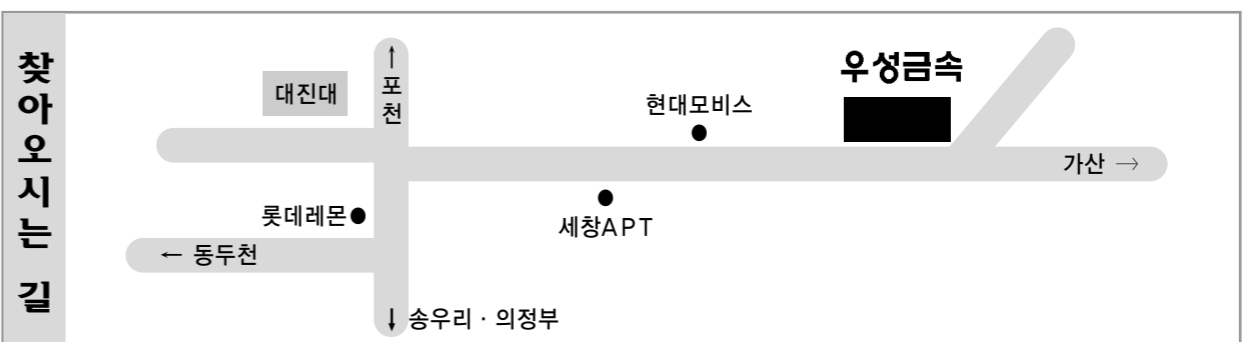 찾아오시는 길
대진대
↑포천
현대모비스
우성금속
가산 →
롯데레몬
세창APT
← 동두천
↓ 송우리 · 의정부